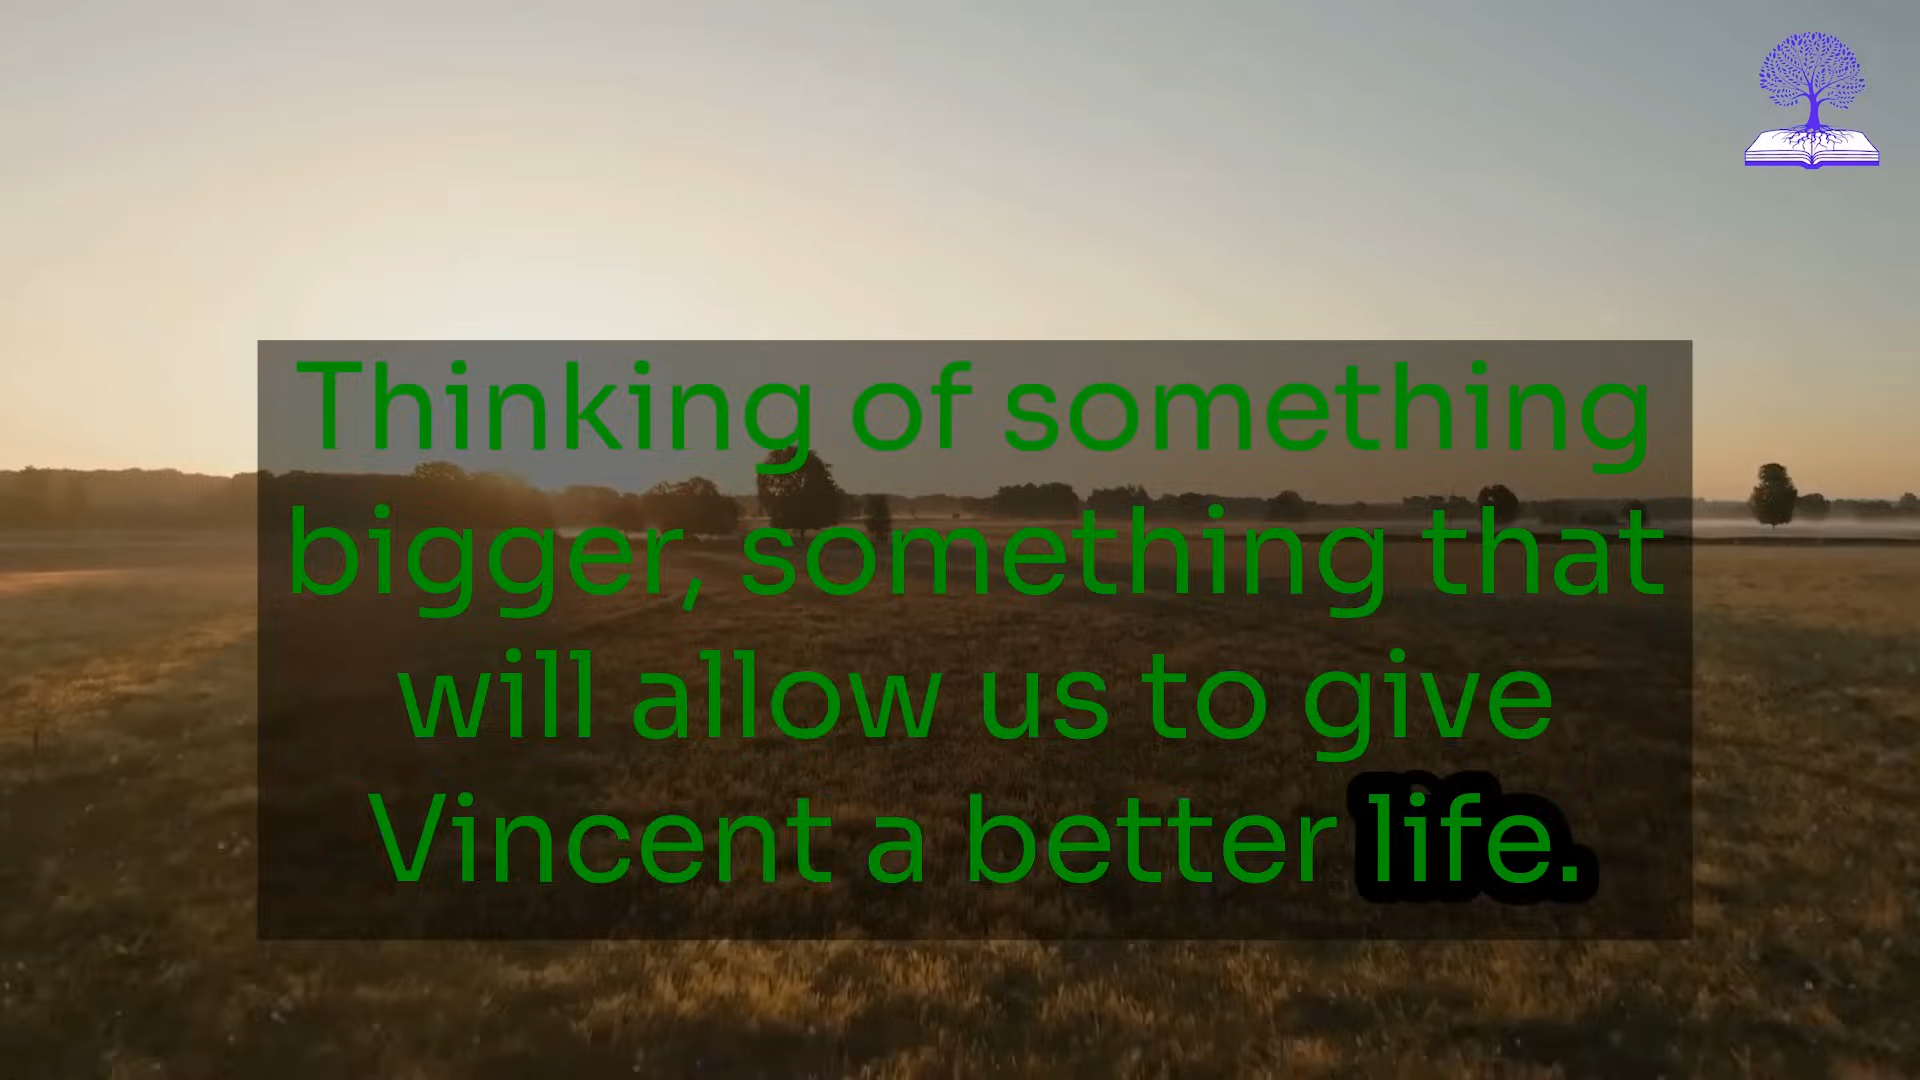 Thinking of something
bigger, something that
will allow us to give
Vincent a better life.